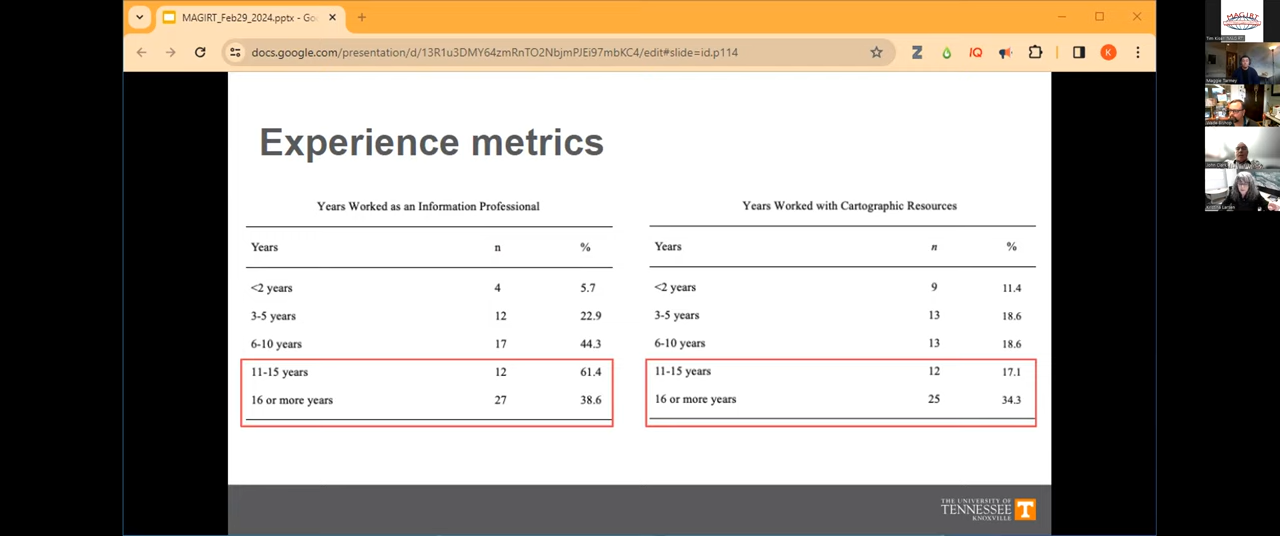 MAGIRT_Feb29_2024.pptx - Goo
docs.google.com/presentation/d/13R1u3DMY64zmRnTO2NbjmPJEi97mbKC4/edit#slide=id.p114
Z
IQ
K
MAGIRT
Experience metrics
Years Worked as an Information Professional
Years n %
<2 years 4 5.7
3-5 years 12 22.9
6-10 years 17 44.3
11-15 years 12 61.4
16 or more years 27 38.6
Years Worked with Cartographic Resources
Years n %
<2 years 9 11.4
3-5 years 13 18.6
6-10 years 13 18.6
11-15 years 12 17.1
16 or more years 25 34.3
THE UNIVERSITY OF
TENNESSEE
KNOXVILLE
T